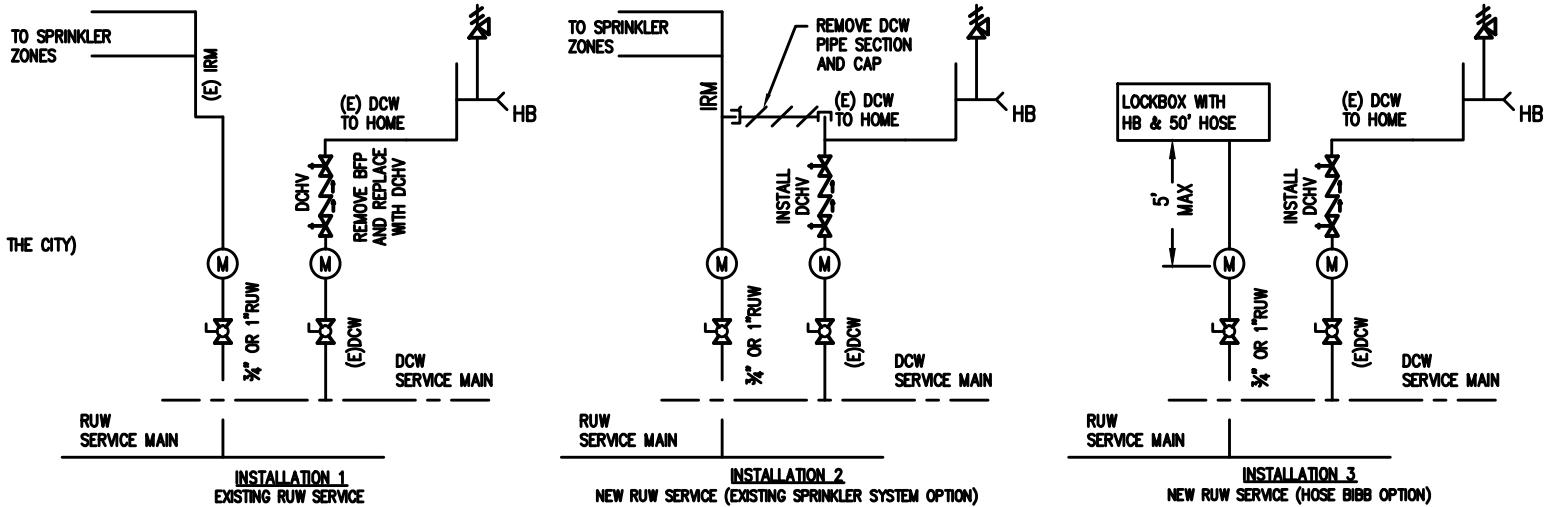 THE CITY)
TO SPRINKLER
ZONES
(E) IRM
(E) DCW
TO HOME
HB
DCHV
REMOVE BFP
AND REPLACE
WITH DCHV
M
M
¾" OR 1"RUW
(E)DCW
DCW
SERVICE MAIN
RUW
SERVICE MAIN
INSTALLATION 1
EXISTING RUW SERVICE
TO SPRINKLER
ZONES
IRM
REMOVE DCW
PIPE SECTION
AND CAP
(E) DCW
TO HOME
HB
INSTALL
DCHV
M
M
¾" OR 1"RUW
(E)DCW
DCW
SERVICE MAIN
RUW
SERVICE MAIN
INSTALLATION 2
NEW RUW SERVICE (EXISTING SPRINKLER SYSTEM OPTION)
LOCKBOX WITH
HB & 50' HOSE
(E) DCW
TO HOME
HB
5'
MAX
INSTALL
DCHV
M
M
¾" OR 1"RUW
(E)DCW
DCW
SERVICE MAIN
RUW
SERVICE MAIN
INSTALLATION 3
NEW RUW SERVICE (HOSE BIBB OPTION)